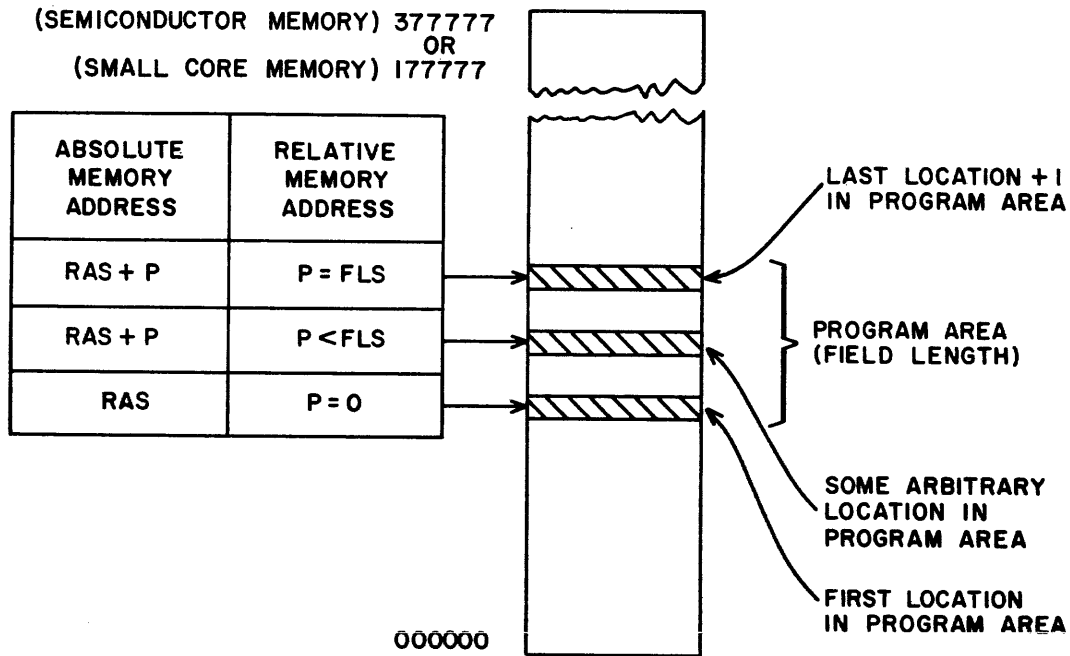 (SEMICONDUCTOR MEMORY) 377777
OR
(SMALL CORE MEMORY) 177777
ABSOLUTE
MEMORY
ADDRESS
RELATIVE
MEMORY
ADDRESS
RAS + P
P = FLS
RAS + P
P < FLS
RAS
P = 0
LAST LOCATION + 1
IN PROGRAM AREA
PROGRAM AREA
(FIELD LENGTH)
SOME ARBITRARY
LOCATION IN
PROGRAM AREA
FIRST LOCATION
IN PROGRAM AREA
000000